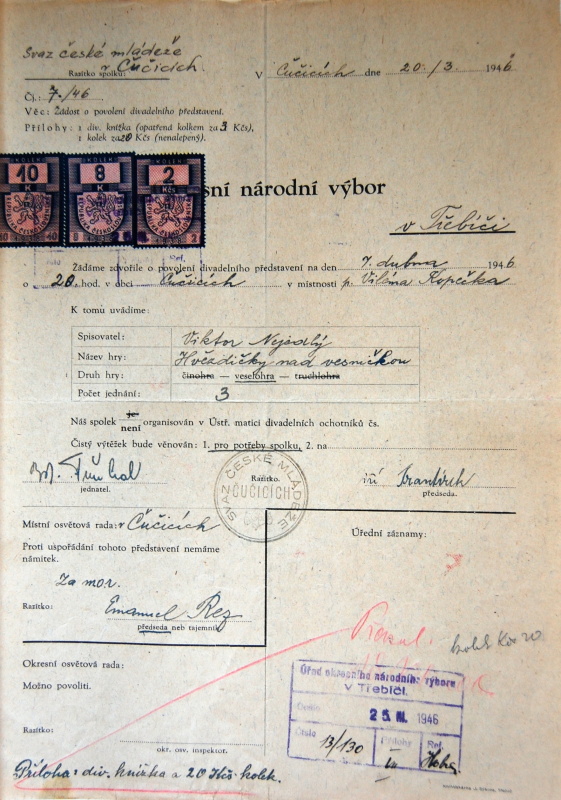 Svaz české mládeže
v Čučicích.
Razítko spolku:
V Čučicích dne 20./3. 1946
Čj.: 7./46
Věc: Žádost o povolení divadelního představení.
Přílohy: 1 div. knížka (opatřená kolkem za 3 Kčs),
1 kolek za 20 Kčs (nenalepený).
KOLEK KOLEK KOLEK
10 8 2
K K Kčs
sní národní výbor
v Třebíči
Žádáme zdvořile o povolení divadelního představení na den 7. dubna 1946
o 20. hod. v obci Čučicích v místnosti p. Viléma Kopečka
K tomu uvádíme:
Spisovatel: Viktor Nejedlý
Název hry: Hvězdičky nad vesničkou
Druh hry: činohra — veselohra — truchlohra
Počet jednání: 3
Náš spolek je
není organisován v Ústř. matici divadelních ochotníků čs.
Čistý výtěžek bude věnován: 1. pro potřeby spolku, 2. na
jednatel.
Razítko.
předseda.
SVAZ ČESKÉ MLÁDEŽE
ČUČICÍCH
Místní osvětová rada: v Čučicích
Úřední záznamy:
Proti uspořádání tohoto představení nemáme
námitek.
Za mor.
Razítko: Emanuel Rez
předseda neb tajemník
kolek Kčs 20
Okresní osvětová rada:
Možno povoliti.
Úřad okresního národního výboru
v Třebíči.
25. III. 1946
Číslo 13/130 Přílohy Ref.
Razítko:
okr. osv. inspektor.
Příloha: div. knížka a 20 Kčs kolek.